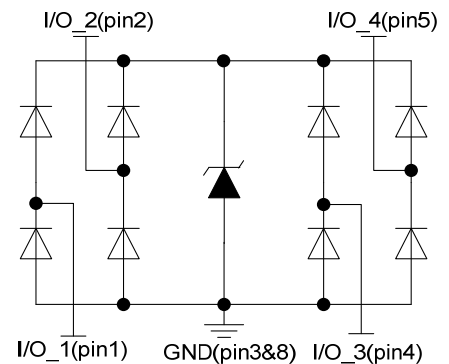 I/O_2(pin2)
I/O_4(pin5)
I/O_1(pin1)
GND(pin3&8)
I/O_3(pin4)